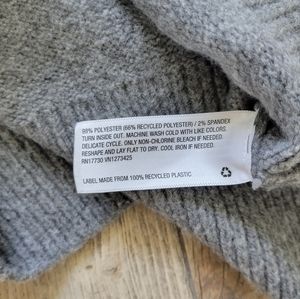 98% POLYESTER (66% RECYCLED POLYESTER) / 2% SPANDEX
TURN INSIDE OUT. MACHINE WASH COLD WITH LIKE COLORS.
DELICATE CYCLE. ONLY NON-CHLORINE BLEACH IF NEEDED.
RESHAPE AND LAY FLAT TO DRY. COOL IRON IF NEEDED.
RN17730 VN1273425
LABEL MADE FROM 100% RECYCLED PLASTIC